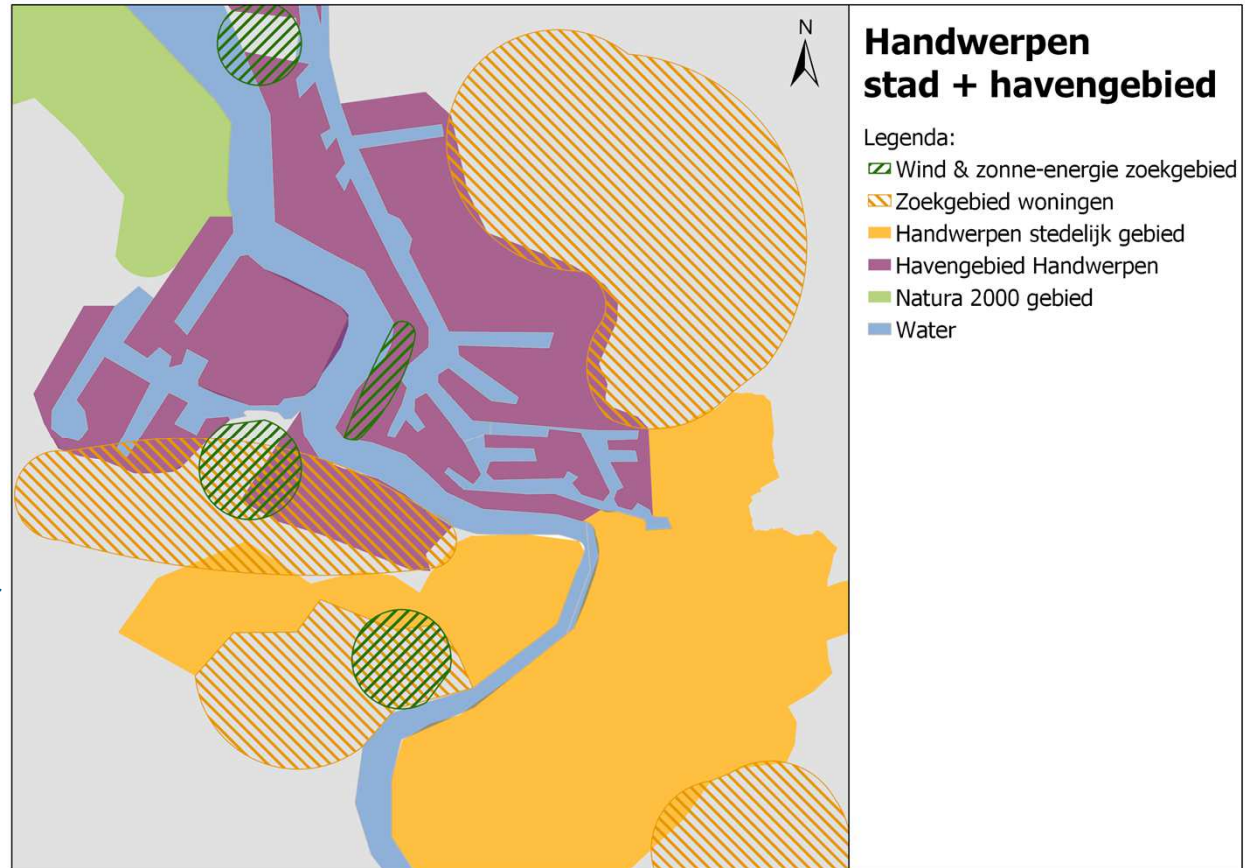 N
Handwerpen
stad + havengebied
Legenda:
Wind & zonne-energie zoekgebied
Zoekgebied woningen
Handwerpen stedelijk gebied
Havengebied Handwerpen
Natura 2000 gebied
Water